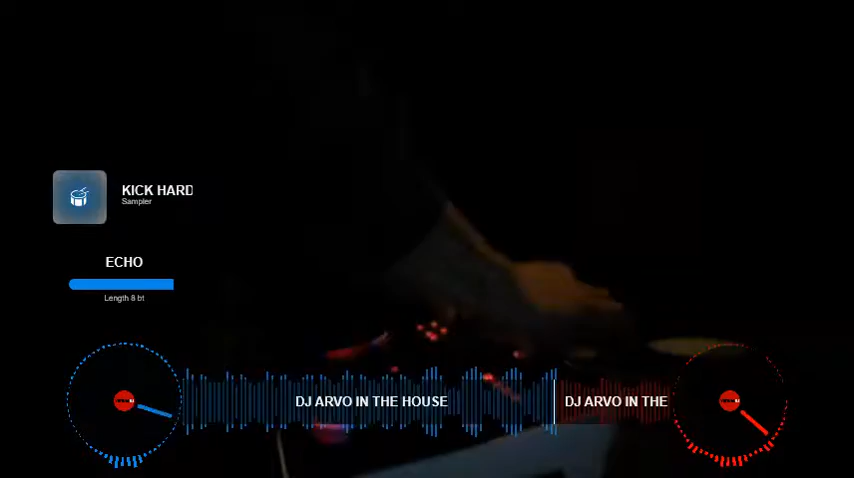 KICK HARD
Sampler
ECHO
Length 8 bt
DJ ARVO IN THE HOUSE
DJ ARVO IN THE